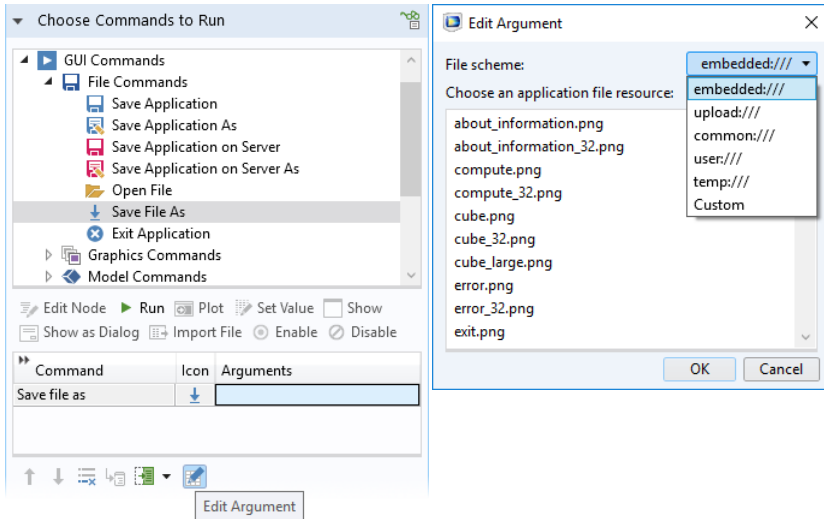 Choose Commands to Run
GUI Commands
File Commands
Save Application
Save Application As
Save Application on Server
Save Application on Server As
Open File
Save File As
Exit Application
Graphics Commands
Model Commands
Edit Node Run Plot Set Value Show
Show as Dialog Import File Enable Disable
Command Icon Arguments
Save file as
Edit Argument
Edit Argument
File scheme: embedded:///
Choose an application file resource:
embedded:///
upload:///
common:///
user:///
temp:///
Custom
about_information.png
about_information_32.png
compute.png
compute_32.png
cube.png
cube_32.png
cube_large.png
error.png
error_32.png
exit.png
OK Cancel